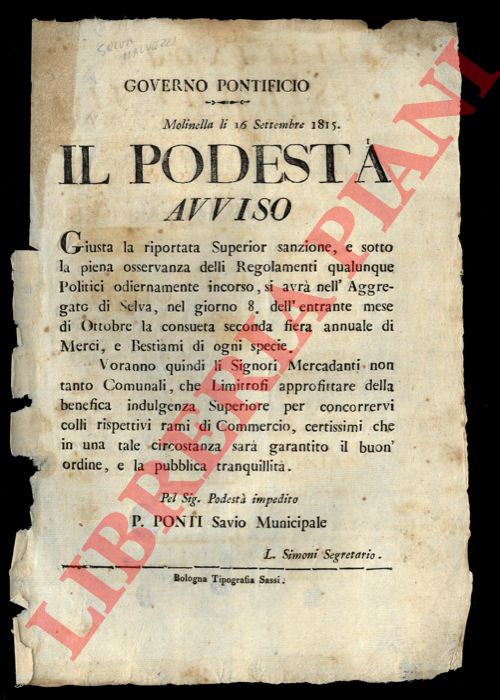 SELVA
MALVEZZI
GOVERNO PONTIFICIO
Molinella li 16 Settembre 1815.
IL PODESTÀ
AVVISO
Giusta la riportata Superior sanzione, e sotto
la piena osservanza delli Regolamenti qualunque
Politici odiernamente incorso, si avrà nell' Aggre-
gato di Selva, nel giorno 8. dell' entrante mese
di Ottobre la consueta seconda fiera annuale di
Merci, e Bestiami di ogni specie.
Voranno quindi li Signori Mercadanti non
tanto Comunali, che Limitrofi approfittare della
benefica indulgenza Superiore per concorrervi
colli rispettivi rami di Commercio, certissimi che
in una tale circostanza sarà garantito il buon'
ordine, e la pubblica tranquillità.
Pel Sig. Podestà impedito
P. PONTI Savio Municipale
L. Simoni Segretario.
Bologna Tipografia Sassi.
LIBRERIA PIANI